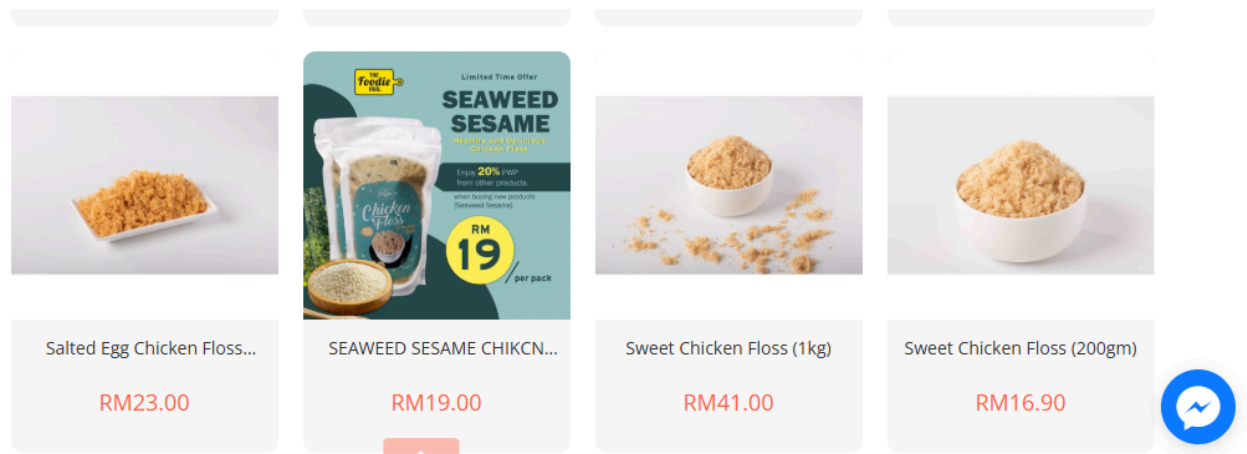 THE
Foodie
Limited Time Offer
SEAWEED
SESAME
Healthy and Delicious
Chicken Floss
Enjoy 20% PWP
from other products
when buying new products
(Seaweed Sesame)
Chicken
Floss
RM
19
per pack
Salted Egg Chicken Floss...
SEAWEED SESAME CHIKCN...
Sweet Chicken Floss (1kg)
Sweet Chicken Floss (200gm)
RM23.00
RM19.00
RM41.00
RM16.90